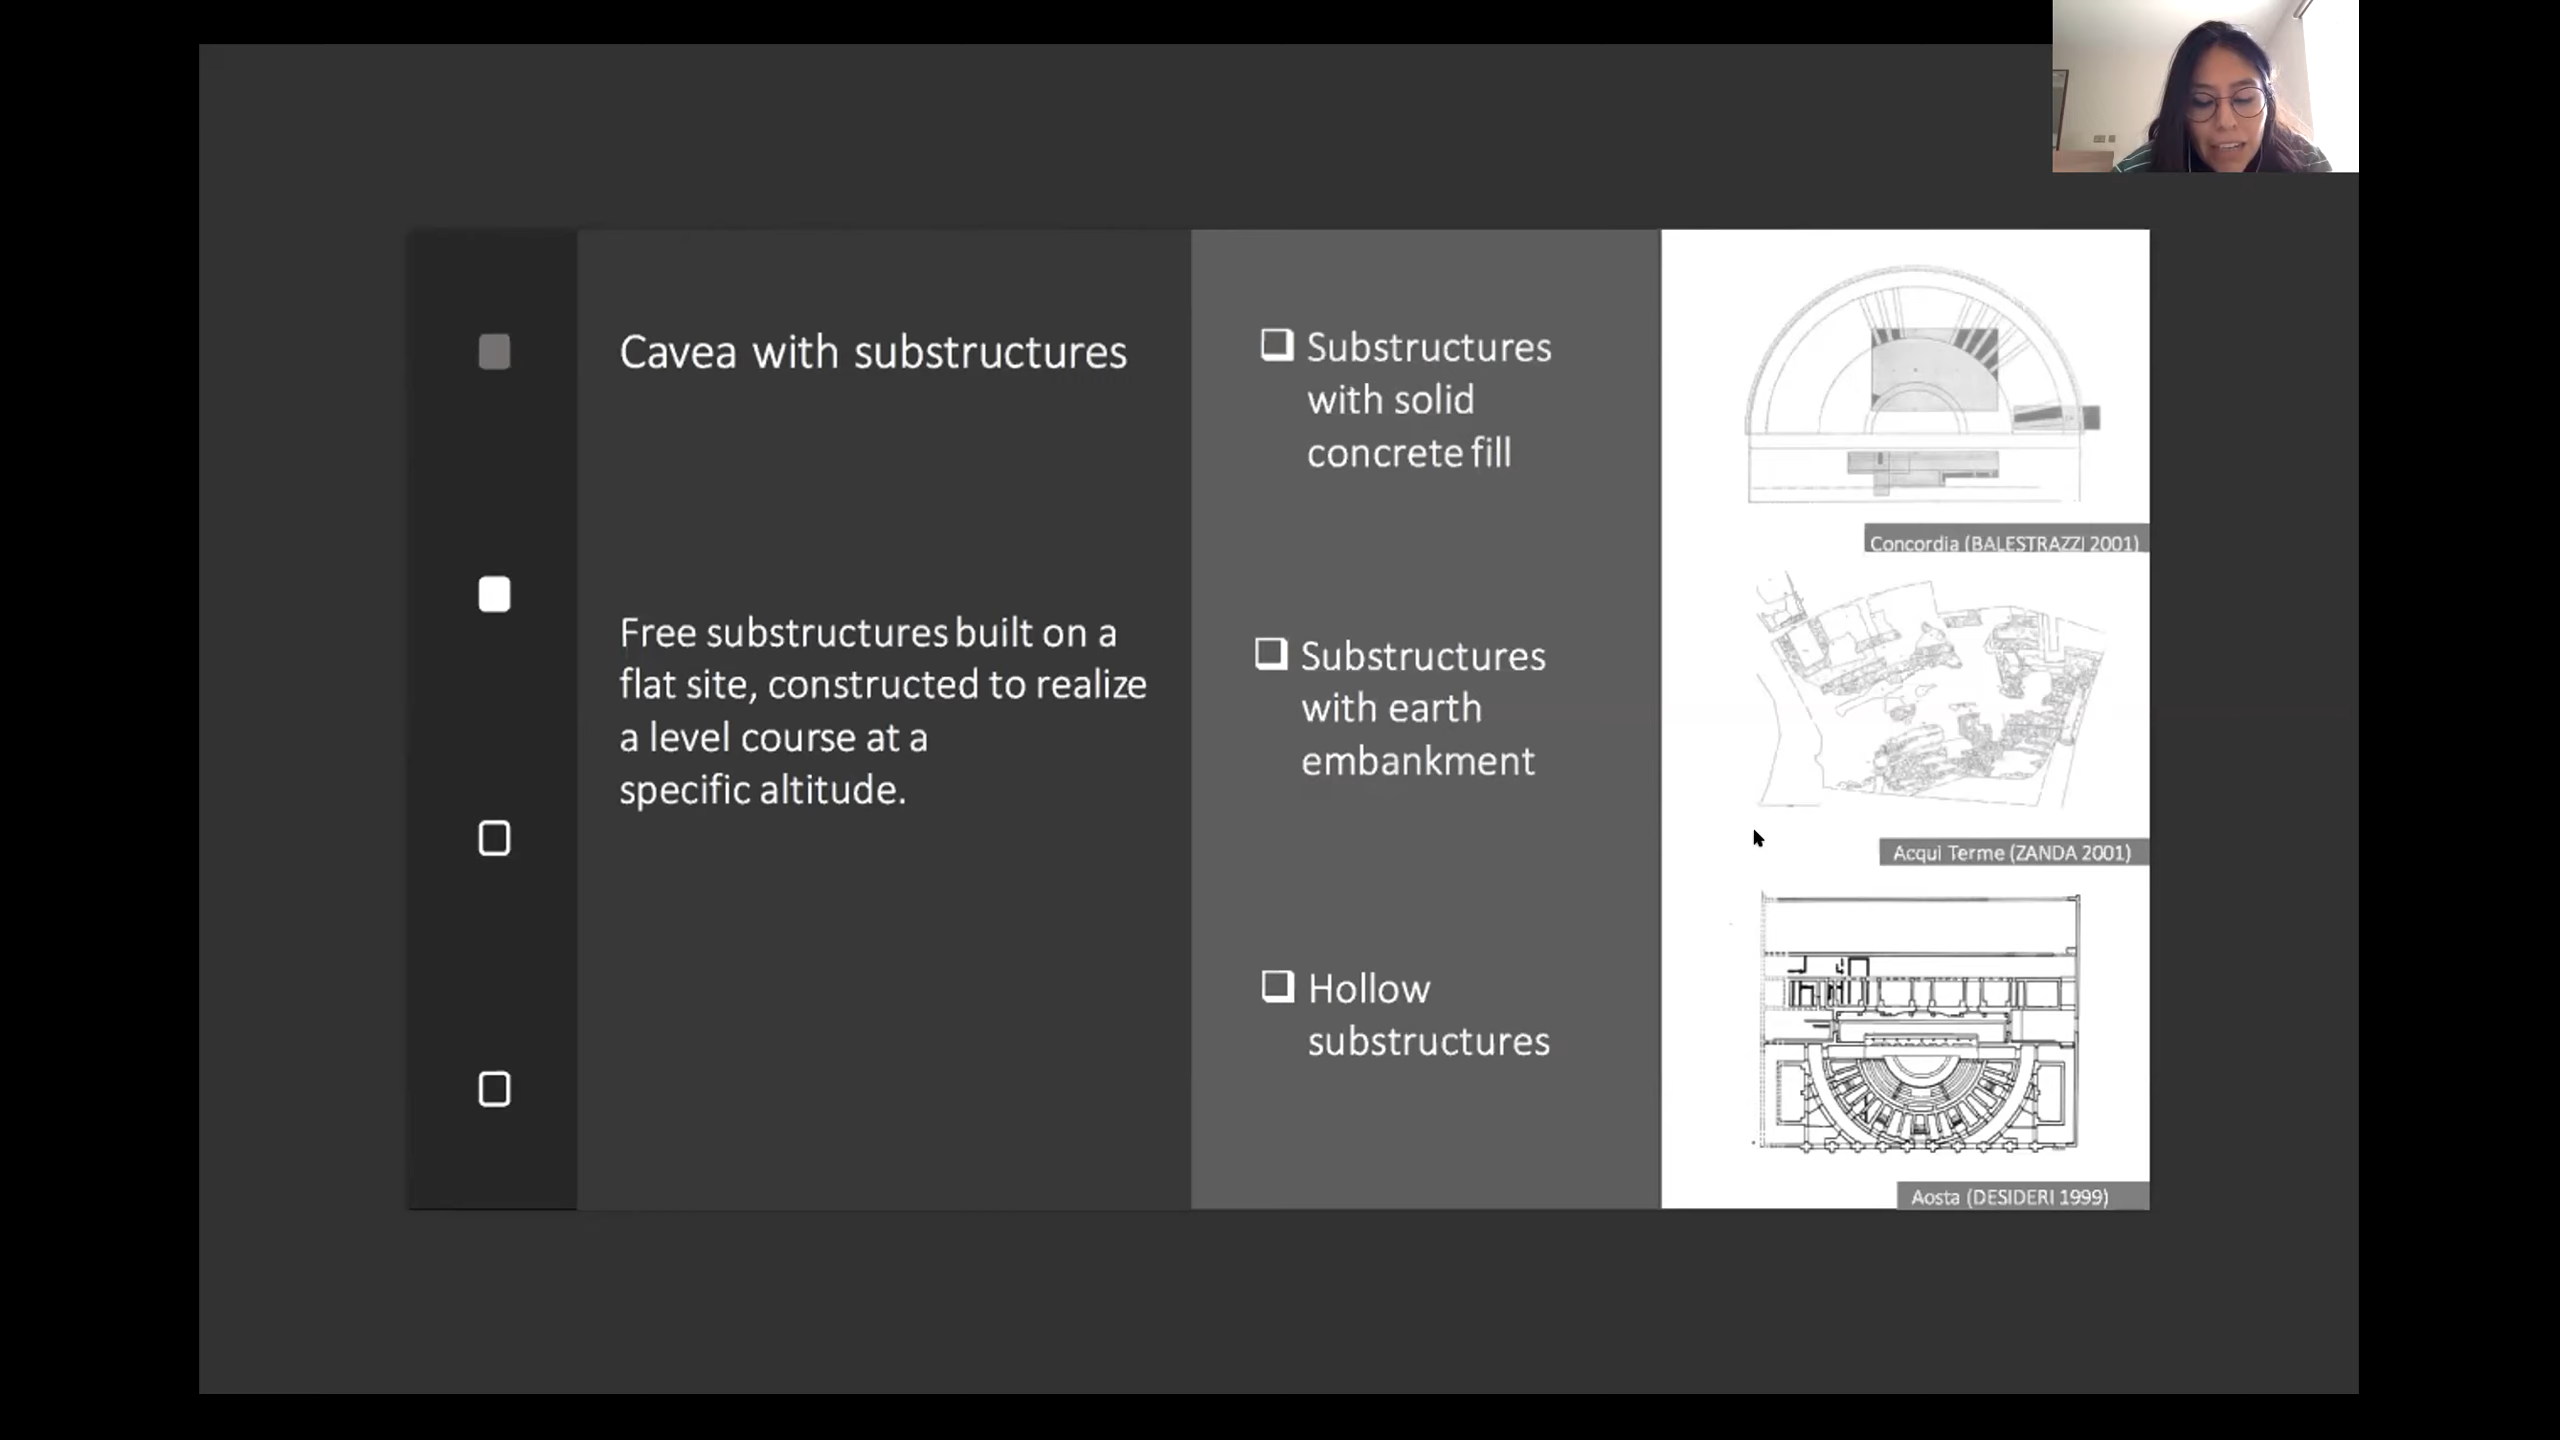 Cavea with substructures
Free substructures built on a
flat site, constructed to realize
a level course at a
specific altitude.
Substructures
with solid
concrete fill
Substructures
with earth
embankment
Hollow
substructures
Concordia (BALESTRAZZI 2001)
Acqui Terme (ZANDA 2001)
Aosta (DESIDERI 1999)